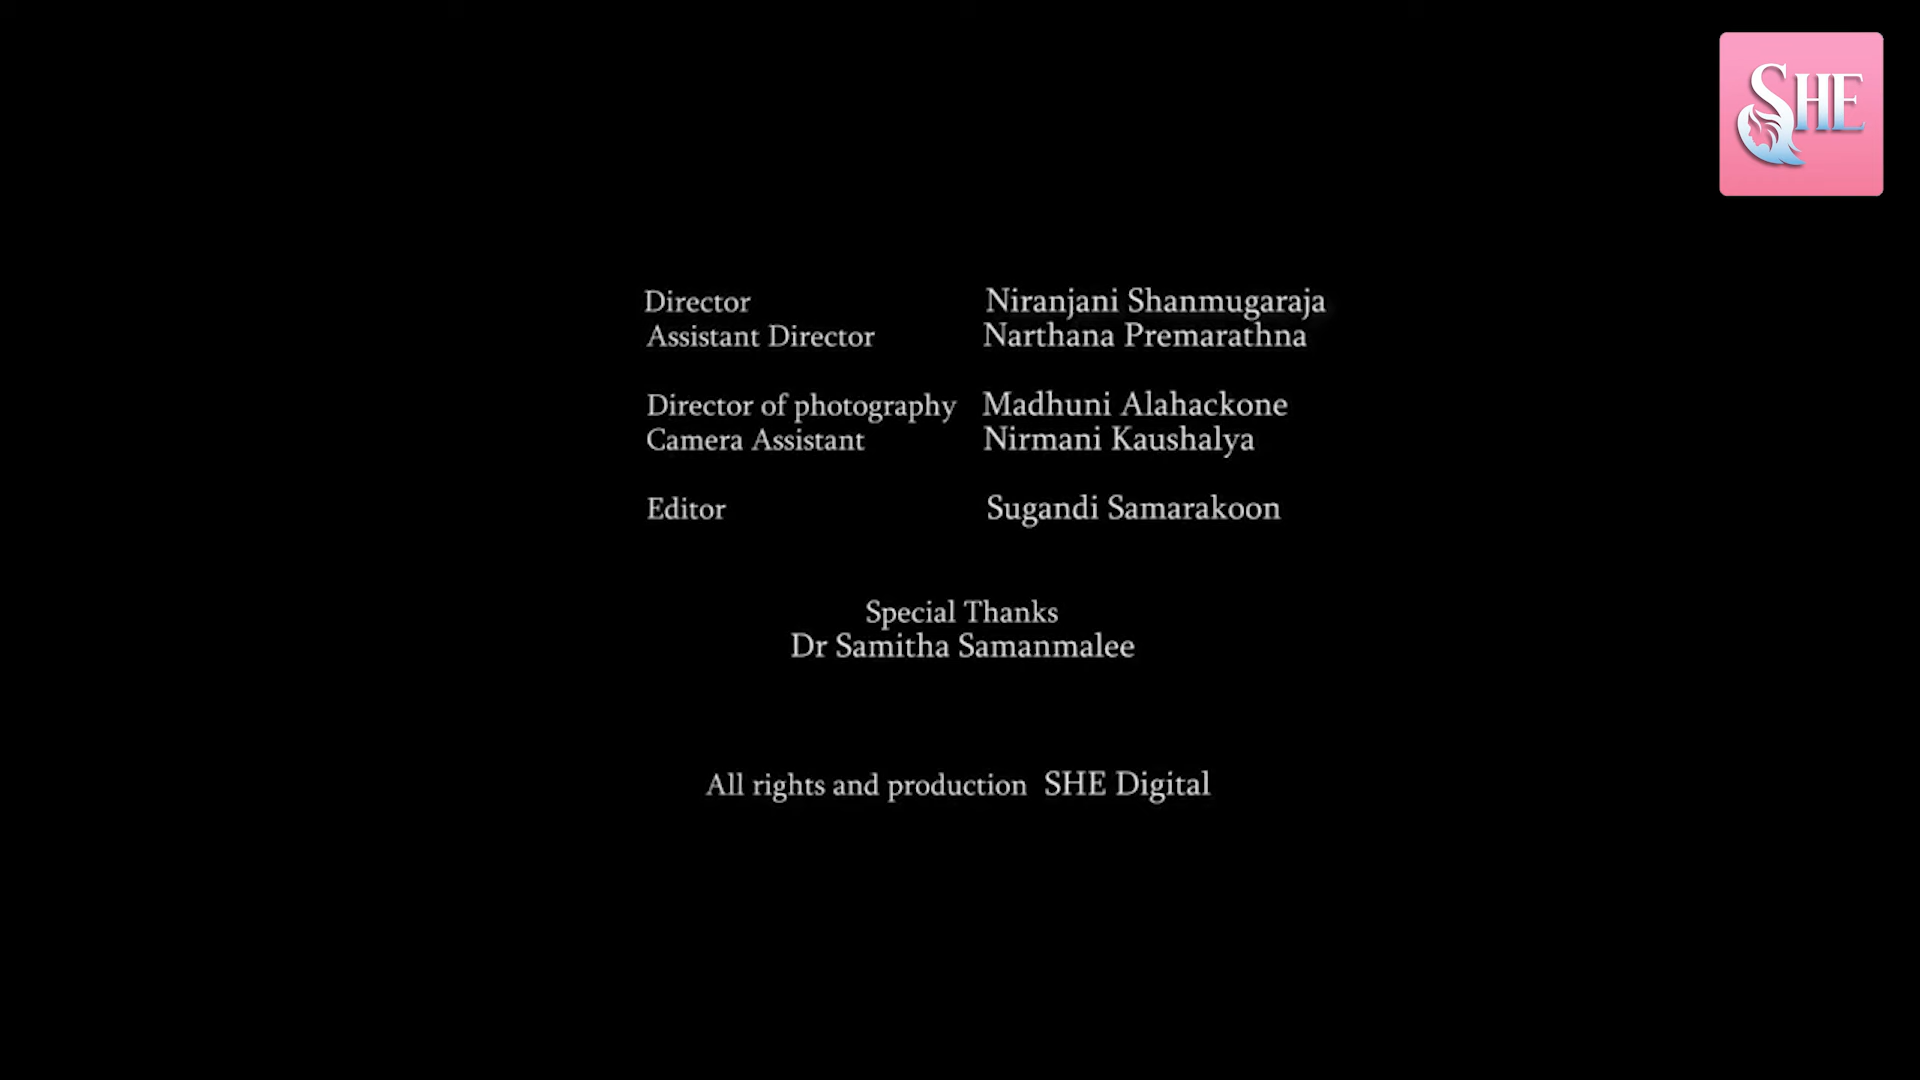 SHE
Director Niranjani Shanmugaraja
Assistant Director Narthana Premarathna
Director of photography Madhuni Alahackone
Camera Assistant Nirmani Kaushalya
Editor Sugandi Samarakoon
Special Thanks
Dr Samitha Samanmalee
All rights and production SHE Digital